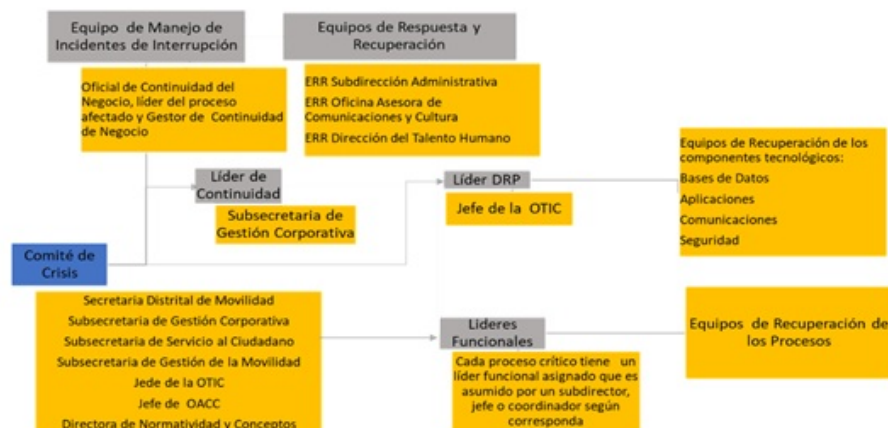 Equipo de Manejo de
Incidentes de Interrupción
Equipos de Respuesta y
Recuperación
Oficial de Continuidad del
Negocio, líder del proceso
afectado y Gestor de Continuidad
de Negocio
ERR Subdirección Administrativa
ERR Oficina Asesora de
Comunicaciones y Cultura
ERR Dirección del Talento Humano
Líder de
Continuidad
Subsecretaria de
Gestión Corporativa
Líder DRP
Jefe de la OTIC
Equipos de Recuperación de los
componentes tecnológicos:
Bases de Datos
Aplicaciones
Comunicaciones
Seguridad
Comité de
Crisis
Secretaria Distrital de Movilidad
Subsecretaria de Gestión Corporativa
Subsecretaria de Servicio al Ciudadano
Subsecretaria de Gestión de la Movilidad
Jede de la OTIC
Jefe de OACC
Directora de Normatividad y Conceptos
Lideres
Funcionales
Cada proceso crítico tiene un
líder funcional asignado que es
asumido por un subdirector,
jefe o coordinador según
corresponda
Equipos de Recuperación de
los Procesos